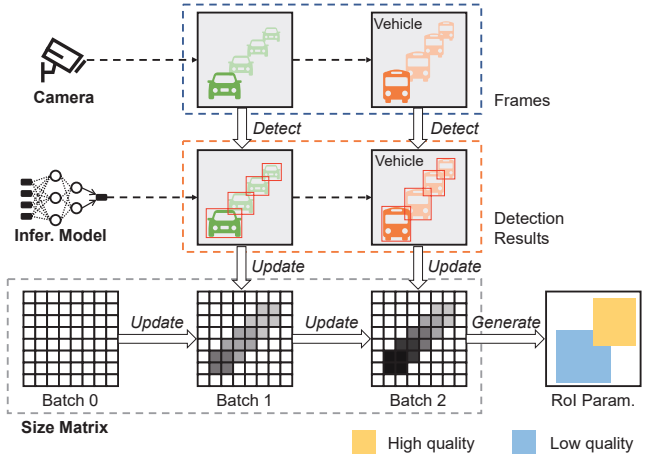 Vehicle
Camera
Frames
Detect
Detect
Vehicle
Infer. Model
Detection
Results
Update
Update
Update
Update
Generate
Batch 0
Batch 1
Batch 2
RoI Param.
Size Matrix
High quality
Low quality